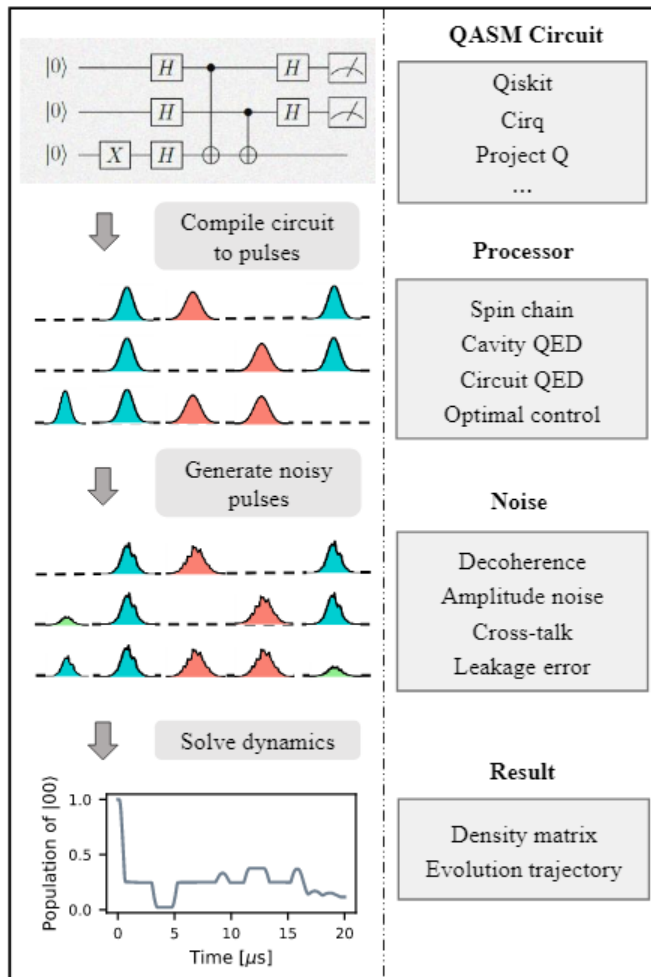 |0⟩ H H
|0⟩ H H
|0⟩ X H
Compile circuit
to pulses
Generate noisy
pulses
Solve dynamics
Population of |00⟩
1.0
0.5
0.0
0 5 10 15 20
Time [μs]
QASM Circuit
Qiskit
Cirq
Project Q
...
Processor
Spin chain
Cavity QED
Circuit QED
Optimal control
Noise
Decoherence
Amplitude noise
Cross-talk
Leakage error
Result
Density matrix
Evolution trajectory